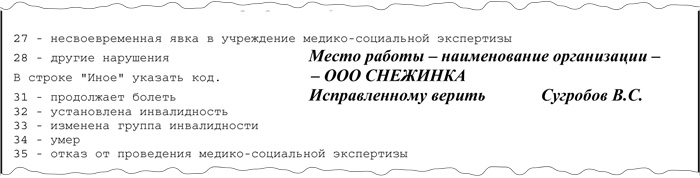 27 - несвоевременная явка в учреждение медико-социальной экспертизы
28 - другие нарушения Место работы – наименование организации –
В строке "Иное" указать код. – ООО СНЕЖИНКА
31 - продолжает болеть Исправленному верить Сугробов В.С.
32 - установлена инвалидность
33 - изменена группа инвалидности
34 - умер
35 - отказ от проведения медико-социальной экспертизы